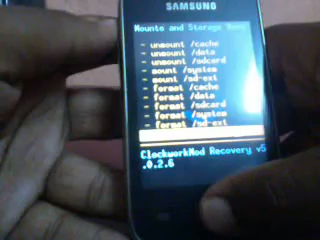 SAMSUNG
Mounts and Storage Menu
- unmount /cache
- unmount /data
- unmount /sdcard
- mount /system
- mount /sd-ext
- format /cache
- format /data
- format /sdcard
- format /system
- format /sd-ext
ClockworkMod Recovery v5
.0.2.6